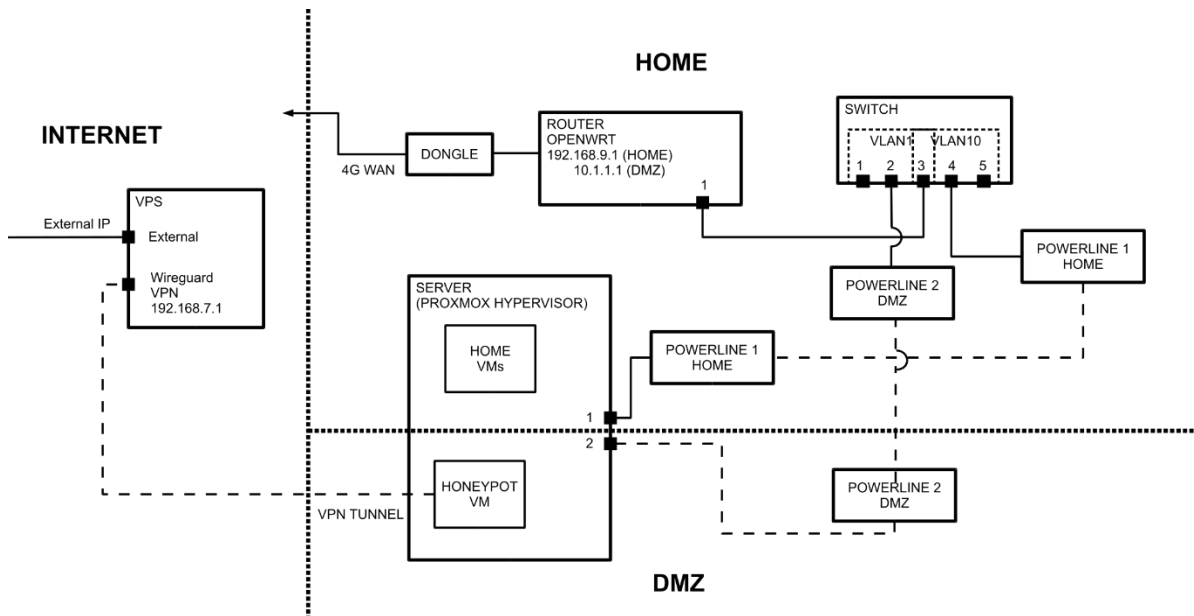 HOME
INTERNET
VPS
External IP
External
Wireguard
VPN
192.168.7.1
4G WAN
DONGLE
ROUTER
OPENWRT
192.168.9.1 (HOME)
10.1.1.1 (DMZ)
1
SWITCH
VLAN1
VLAN10
1 2 3 4 5
POWERLINE 1
HOME
POWERLINE 2
DMZ
SERVER
(PROXMOX HYPERVISOR)
HOME
VMs
POWERLINE 1
HOME
1
2
HONEYPOT
VM
VPN TUNNEL
POWERLINE 2
DMZ
DMZ